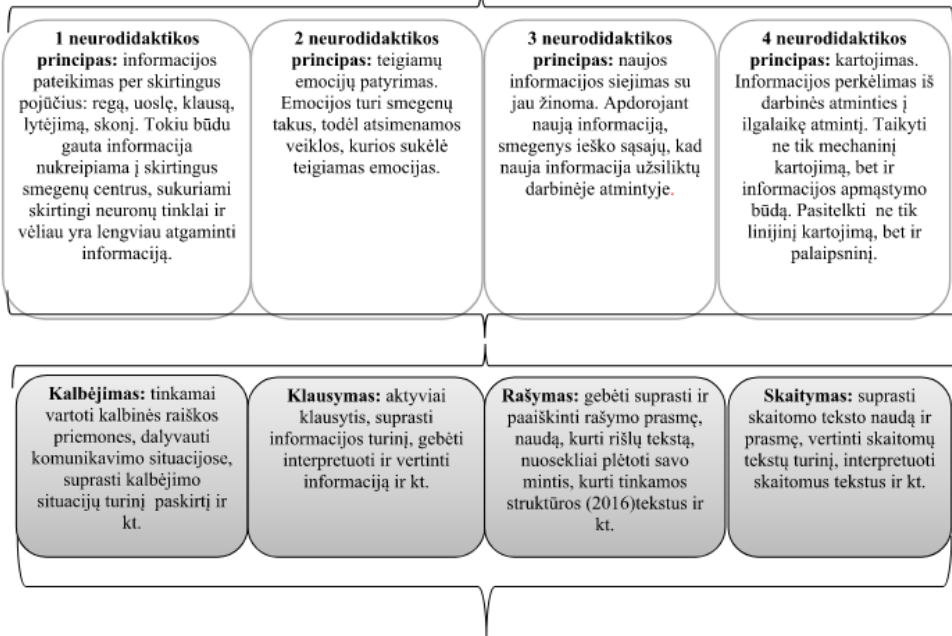 1 neurodidaktikos
principas: informacijos
pateikimas per skirtingus
pojūčius: regą, uoslę, klausą,
lytėjimą, skonį. Tokiu būdu
gauta informacija
nukreipiama į skirtingus
smegenų centrus, sukuriami
skirtingi neuronų tinklai ir
vėliau yra lengviau atgaminti
informaciją.
2 neurodidaktikos
principas: teigiamų
emocijų patyrimas.
Emocijos turi smegenų
takus, todėl atsimenamos
veiklos, kurios sukėlė
teigiamas emocijas.
3 neurodidaktikos
principas: naujos
informacijos siejimas su
jau žinoma. Apdorojant
naują informaciją,
smegenys ieško sąsajų, kad
nauja informacija užsiliktų
darbinėje atmintyje.
4 neurodidaktikos
principas: kartojimas.
Informacijos perkėlimas iš
darbinės atminties į
ilgalaikę atmintį. Taikyti
ne tik mechaninį
kartojimą, bet ir
informacijos apmąstymo
būdą. Pasitelkti ne tik
linijinį kartojimą, bet ir
palaipsninį.
Kalbėjimas: tinkamai
vartoti kalbinės raiškos
priemones, dalyvauti
komunikavimo situacijose,
suprasti kalbėjimo
situacijų turinį paskirtį ir
kt.
Klausymas: aktyviai
klausytis, suprasti
informacijos turinį, gebėti
interpretuoti ir vertinti
informaciją ir kt.
Rašymas: gebėti suprasti ir
paaiškinti rašymo prasmę,
naudą, kurti rišlų tekstą,
nuosekliai plėtoti savo
mintis, kurti tinkamos
struktūros (2016)tekstus ir
kt.
Skaitymas: suprasti
skaitomo teksto naudą ir
prasmę, vertinti skaitomų
tekstų turinį, interpretuoti
skaitomus tekstus ir kt.